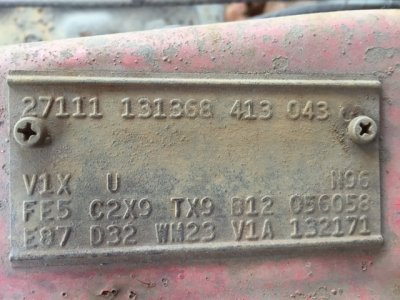 27111 131368 413 043
V1X U N96
FE5 C2X9 TX9 B12 056058
E87 D32 WM23 V1A 132171